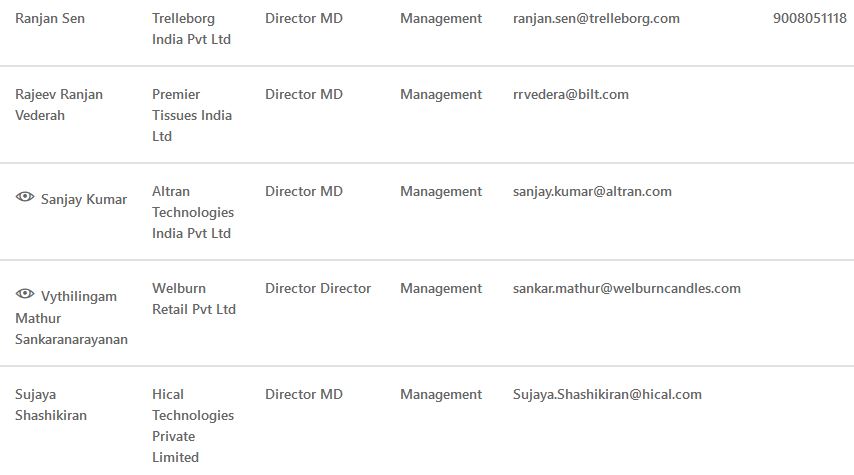 Ranjan Sen Trelleborg Director MD Management ranjan.sen@trelleborg.com 9008051118
India Pvt Ltd
Rajeev Ranjan Premier Director MD Management rrvedera@bilt.com
Vederah Tissues India
Ltd
Sanjay Kumar Altran Director MD Management sanjay.kumar@altran.com
Technologies
India Pvt Ltd
Vythilingam Welburn Director Director Management sankar.mathur@welburncandles.com
Mathur Retail Pvt Ltd
Sankaranarayanan
Sujaya Hical Director MD Management Sujaya.Shashikiran@hical.com
Shashikiran Technologies
Private
Limited